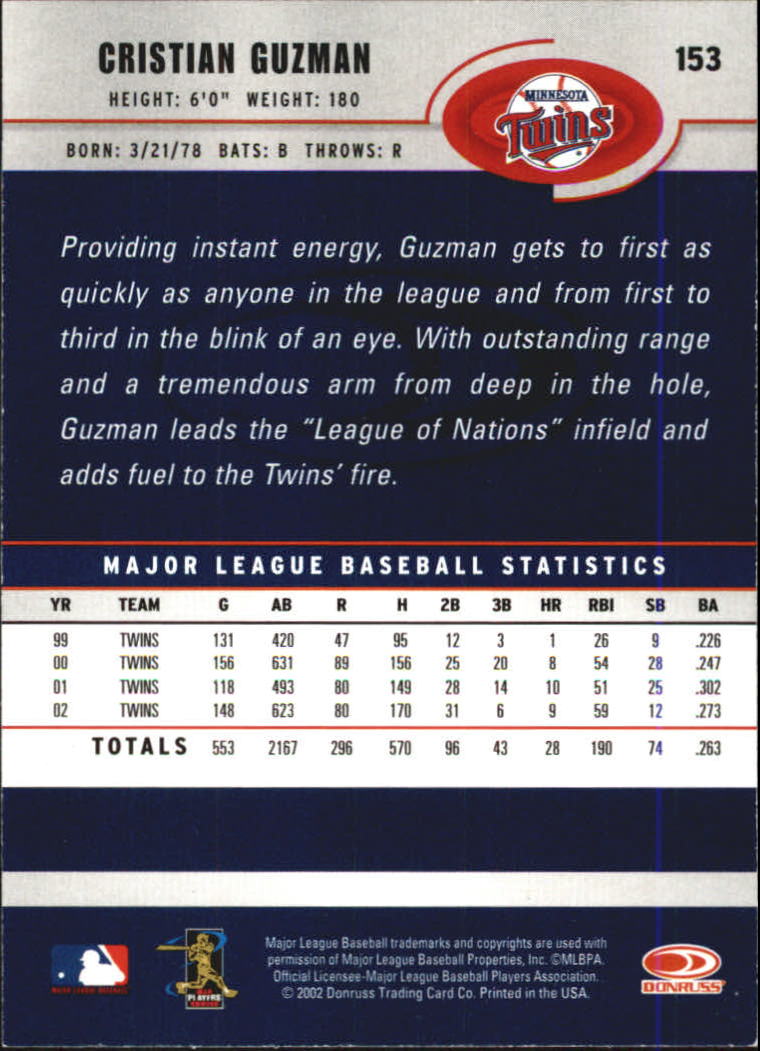 CRISTIAN GUZMAN
153
HEIGHT: 6'0" WEIGHT: 180
MINNESOTA
Twins
BORN: 3/21/78 BATS: B THROWS: R
Providing instant energy, Guzman gets to first as
quickly as anyone in the league and from first to
third in the blink of an eye. With outstanding range
and a tremendous arm from deep in the hole,
Guzman leads the "League of Nations" infield and
adds fuel to the Twins' fire.
MAJOR LEAGUE BASEBALL STATISTICS
YR TEAM G AB R H 2B 3B HR RBI SB BA
99 TWINS 131 420 47 95 12 3 1 26 9 .226
00 TWINS 156 631 89 156 25 20 8 54 28 .247
01 TWINS 118 493 80 149 28 14 10 51 25 .302
02 TWINS 148 623 80 170 31 6 9 59 12 .273
TOTALS 553 2167 296 570 96 43 28 190 74 .263
Major League Baseball trademarks and copyrights are used with
permission of Major League Baseball Properties, Inc. ©MLBPA.
Official Licensee-Major League Baseball Players Association.
© 2002 Donruss Trading Card Co. Printed in the USA.
MAJOR LEAGUE BASEBALL
PLAYERS
DONRUSS